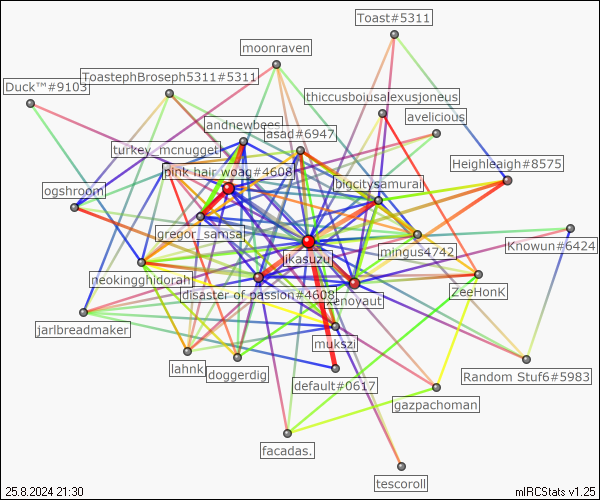 Toast#5311
moonraven
ToastephBroseph5311#5311
Duck™#9103
thiccusboiusalexusjoneus
avelicious
andnewbees
asad#6947
turkey_mcnugget
Heighleaigh#8575
pink hair woag#4608
bigcitysamurai
ogshroom
gregor_samsa
Knowun#6424
mingus4742
jikasuzu
neokingghidorah
ZeeHonK
disaster of passion#4608
xenoyaut
jarlbreadmaker
mukszi
lahnk
doggerdig
Random Stuf6#5983
default#0617
gazpachoman
facadas.
tescoroll
25.8.2024 21:30
mIRCStats v1.25